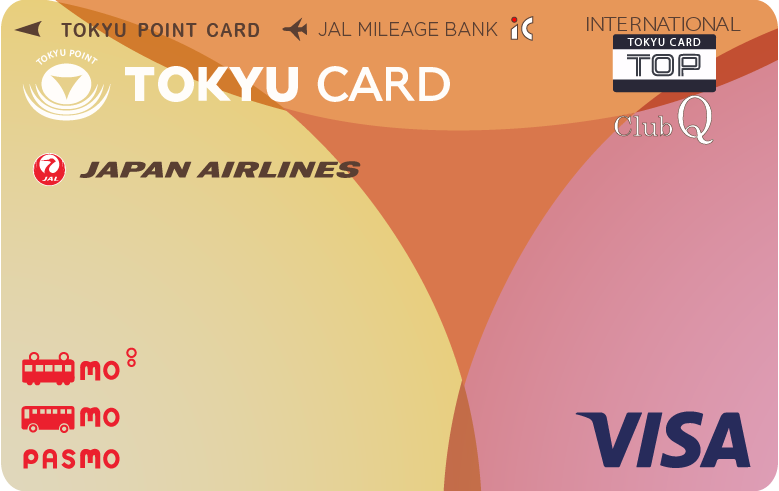 TOKYU POINT CARD JAL MILEAGE BANK iC INTERNATIONAL
TOKYU POINT
TOKYU CARD
TOKYU CARD
TOP
Club Q
JAL
JAPAN AIRLINES
mo
mo
PASMO
VISA